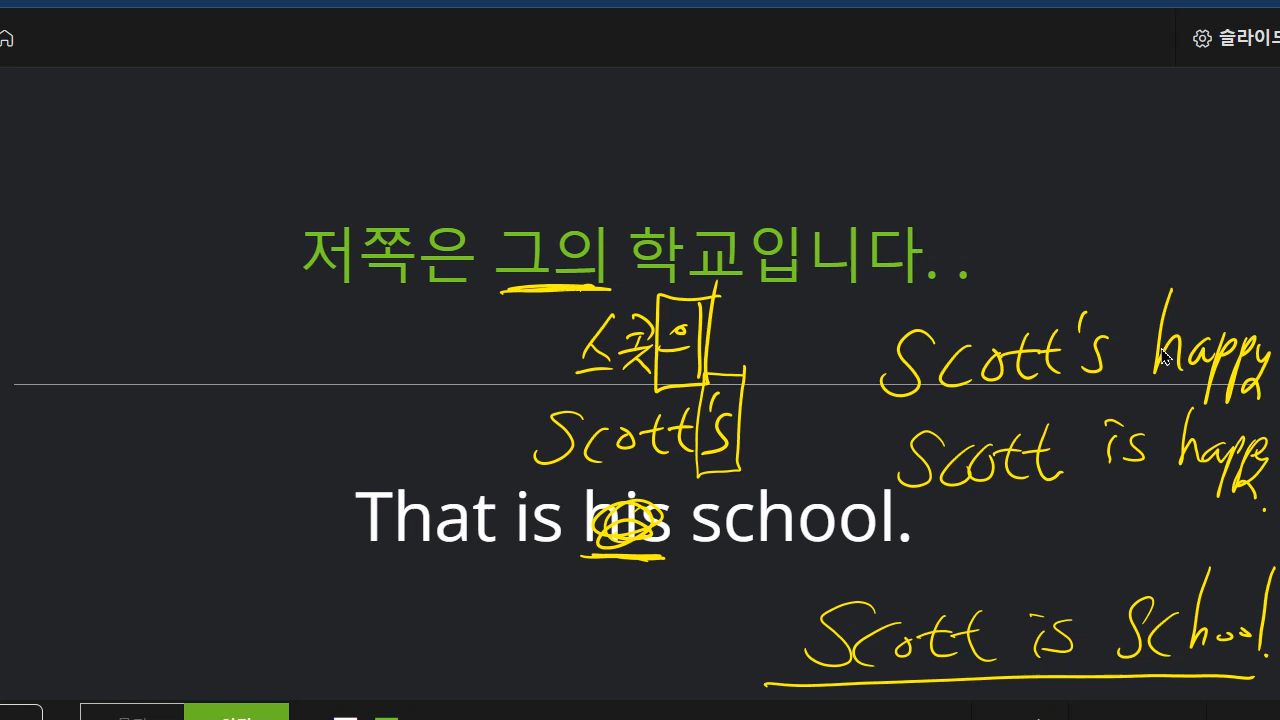 슬라이드
저쪽은 그의 학교입니다. .
스콧의
Scott's happy
Scott's
Scott is happy.
That is his school.
Scott is School.